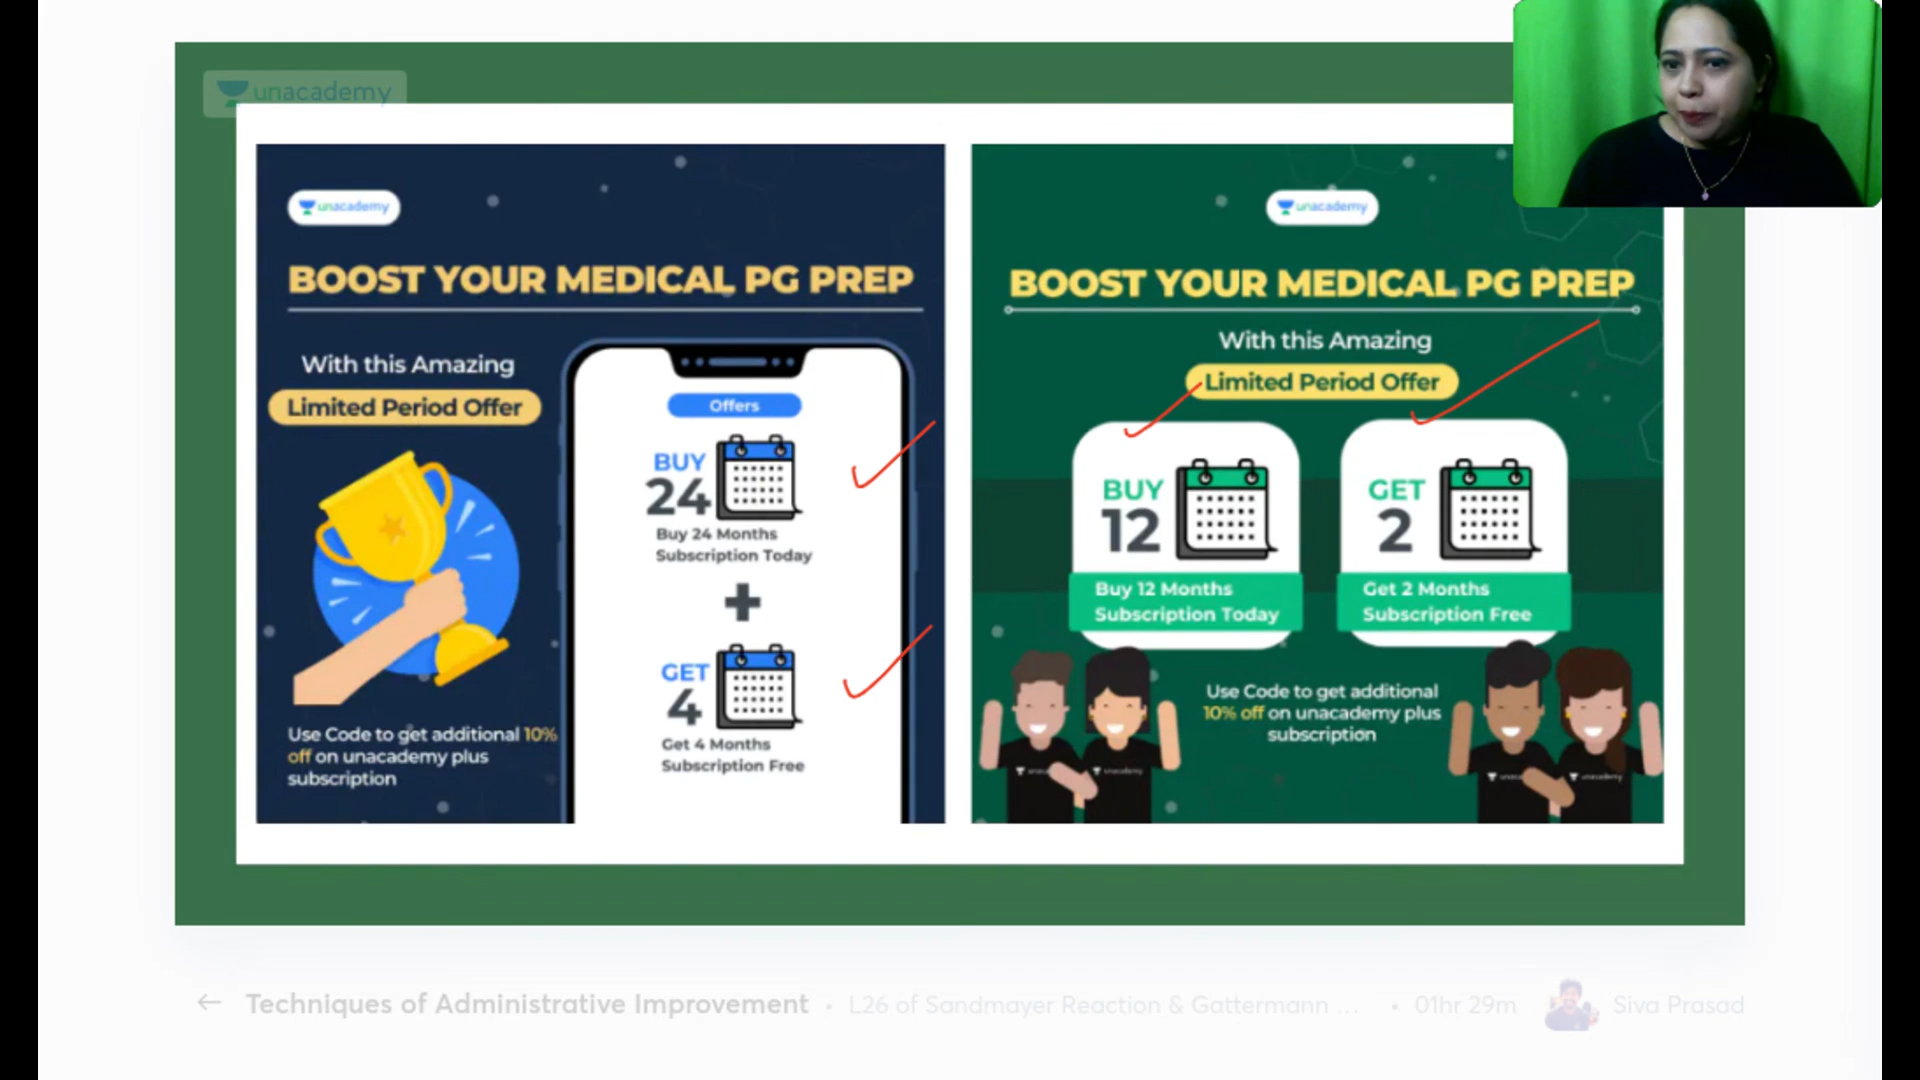 unacademy
unacademy
BOOST YOUR MEDICAL PG PREP
With this Amazing
Limited Period Offer
Offers
BUY
24
Buy 24 Months
Subscription Today
+
GET
4
Get 4 Months
Subscription Free
Use Code to get additional 10%
off on unacademy plus
subscription
unacademy
BOOST YOUR MEDICAL PG PREP
With this Amazing
Limited Period Offer
BUY
12
Buy 12 Months
Subscription Today
GET
2
Get 2 Months
Subscription Free
Use Code to get additional
10% off on unacademy plus
subscription
unacademy
unacademy
← Techniques of Administrative Improvement • L26 of Sandmayer Reaction & Gattermann ... • 01hr 29m Siva Prasad